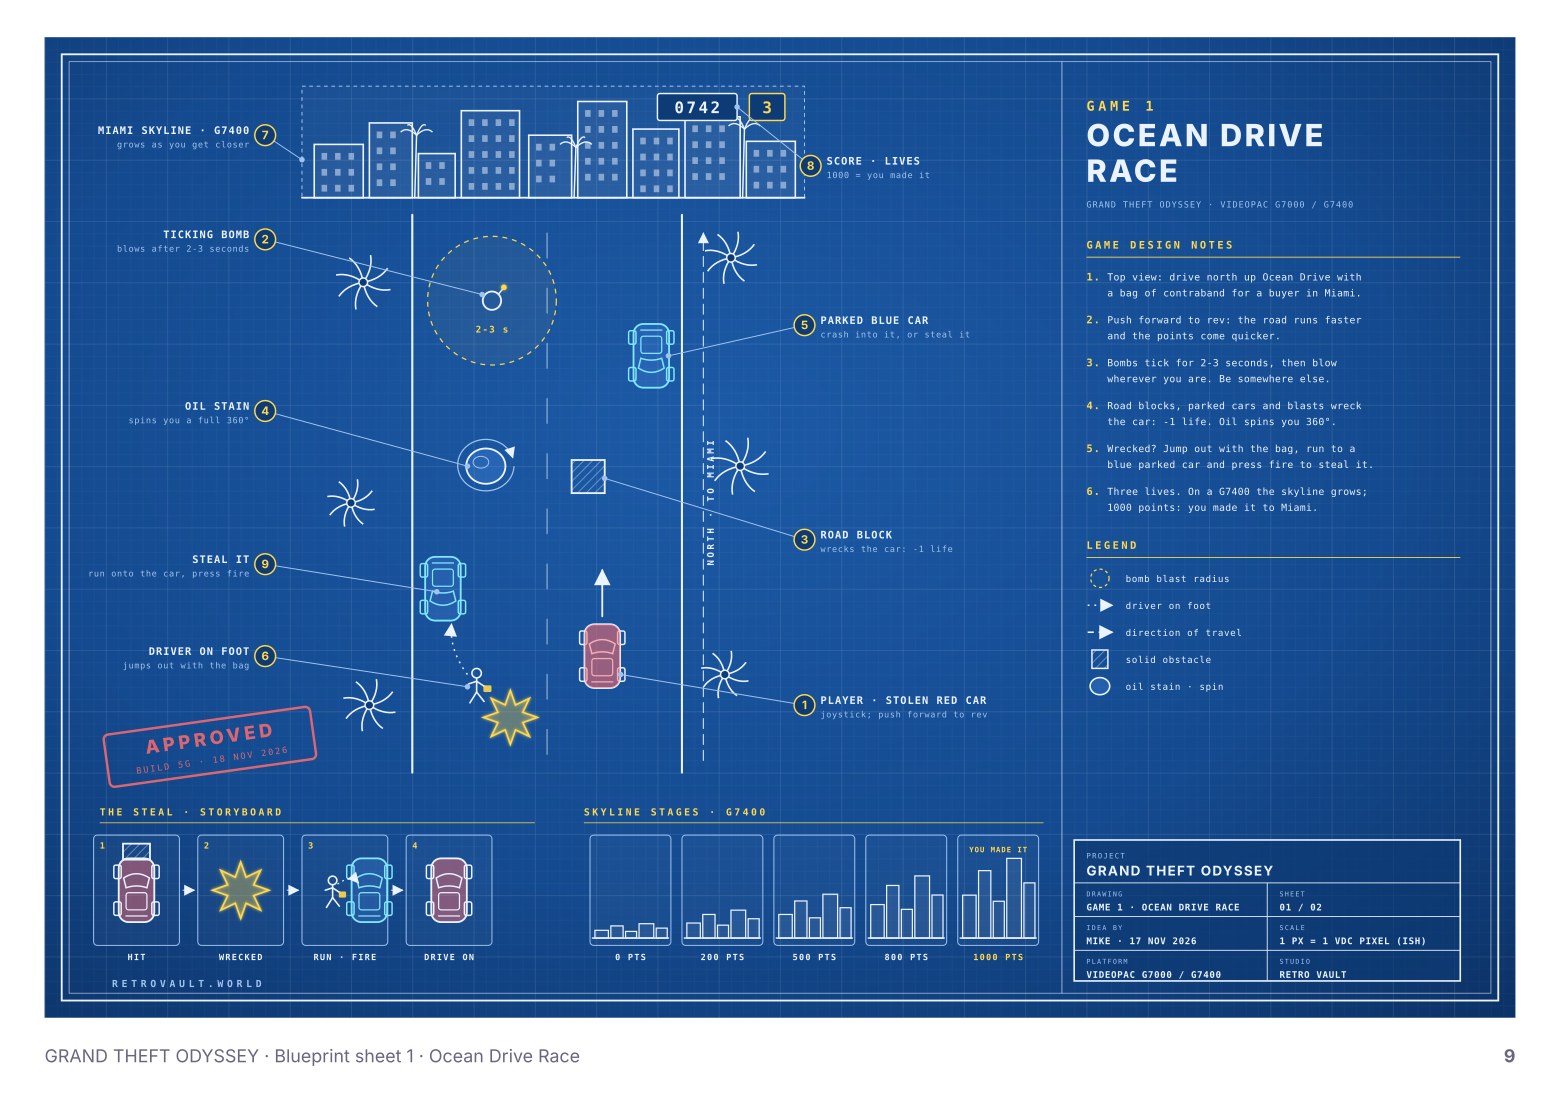 0742
3
MIAMI SKYLINE · G7400
grows as you get closer
7
8
SCORE · LIVES
1000 = you made it
TICKING BOMB
blows after 2-3 seconds
2
2-3 s
5
PARKED BLUE CAR
crash into it, or steal it
OIL STAIN
spins you a full 360°
4
NORTH · TO MIAMI
3
ROAD BLOCK
wrecks the car: -1 life
STEAL IT
run onto the car, press fire
9
DRIVER ON FOOT
jumps out with the bag
6
1
PLAYER · STOLEN RED CAR
joystick; push forward to rev
APPROVED
BUILD 5G · 18 NOV 2026
THE STEAL · STORYBOARD
1
2
3
4
HIT
WRECKED
RUN · FIRE
DRIVE ON
SKYLINE STAGES · G7400
YOU MADE IT
0 PTS
200 PTS
500 PTS
800 PTS
1000 PTS
RETROVAULT.WORLD
GAME 1
OCEAN DRIVE
RACE
GRAND THEFT ODYSSEY · VIDEOPAC G7000 / G7400
GAME DESIGN NOTES
1. Top view: drive north up Ocean Drive with
a bag of contraband for a buyer in Miami.
2. Push forward to rev: the road runs faster
and the points come quicker.
3. Bombs tick for 2-3 seconds, then blow
wherever you are. Be somewhere else.
4. Road blocks, parked cars and blasts wreck
the car: -1 life. Oil spins you 360°.
5. Wrecked? Jump out with the bag, run to a
blue parked car and press fire to steal it.
6. Three lives. On a G7400 the skyline grows;
1000 points: you made it to Miami.
LEGEND
bomb blast radius
driver on foot
direction of travel
solid obstacle
oil stain · spin
PROJECT
GRAND THEFT ODYSSEY
DRAWING
GAME 1 · OCEAN DRIVE RACE
SHEET
01 / 02
IDEA BY
MIKE · 17 NOV 2026
SCALE
1 PX = 1 VDC PIXEL (ISH)
PLATFORM
VIDEOPAC G7000 / G7400
STUDIO
RETRO VAULT
GRAND THEFT ODYSSEY · Blueprint sheet 1 · Ocean Drive Race
9